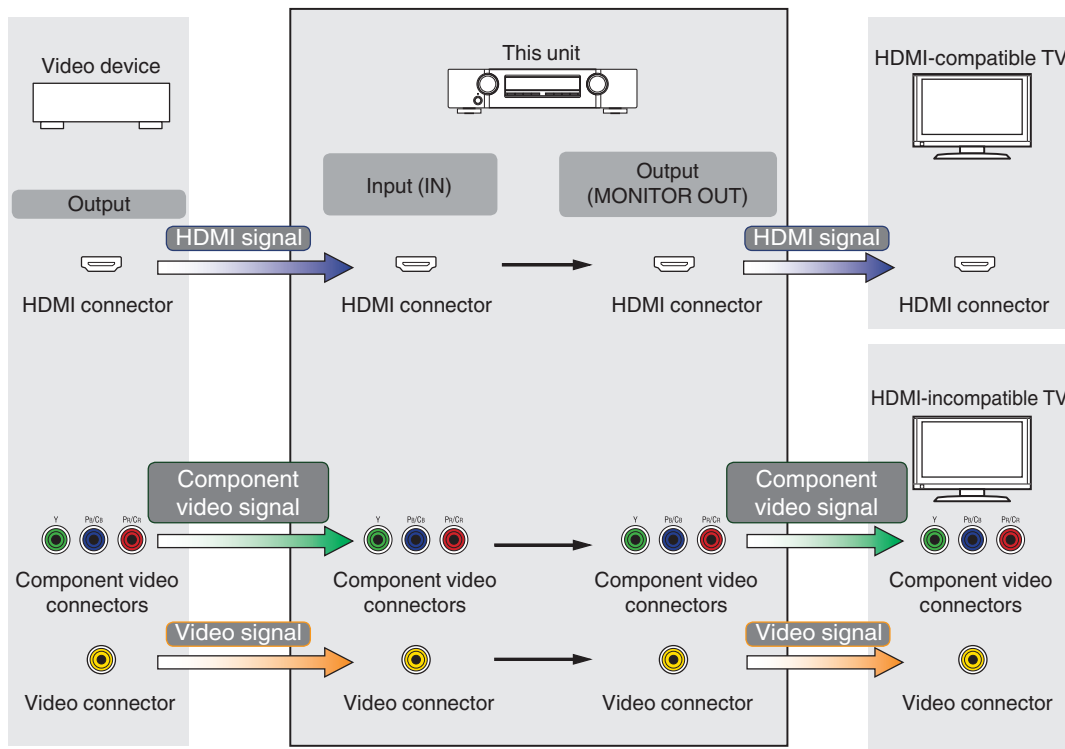 Video device
This unit
HDMI-compatible TV
Output
Input (IN)
Output
(MONITOR OUT)
HDMI signal
HDMI signal
HDMI connector
HDMI connector
HDMI connector
HDMI connector
HDMI-incompatible TV
Component
video signal
Component
video signal
Y PB/CB PR/CR
Y PB/CB PR/CR
Y PB/CB PR/CR
Y PB/CB PR/CR
Component video
connectors
Component video
connectors
Component video
connectors
Component video
connectors
Video signal
Video signal
Video connector
Video connector
Video connector
Video connector